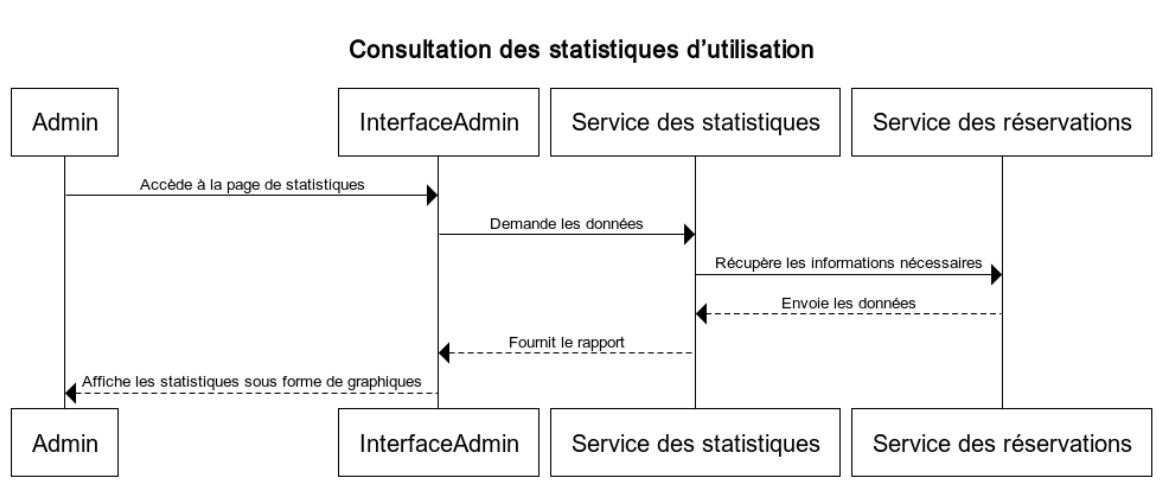 Consultation des statistiques d’utilisation
Admin
InterfaceAdmin
Service des statistiques
Service des réservations
Accède à la page de statistiques
Demande les données
Récupère les informations nécessaires
Envoie les données
Fournit le rapport
Affiche les statistiques sous forme de graphiques
Admin
InterfaceAdmin
Service des statistiques
Service des réservations